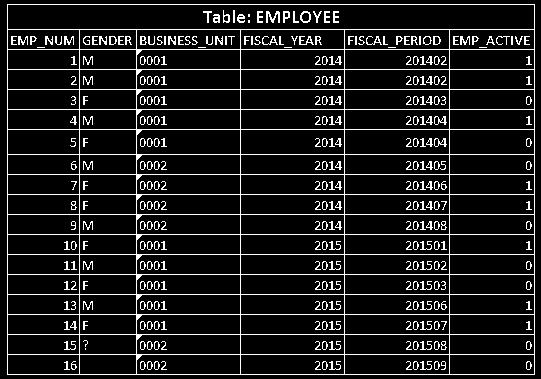 Table: EMPLOYEE
EMP_NUM GENDER BUSINESS_UNIT FISCAL_YEAR FISCAL_PERIOD EMP_ACTIVE
1 M 0001 2014 201402 1
2 M 0001 2014 201402 1
3 F 0001 2014 201403 0
4 M 0001 2014 201404 1
5 F 0001 2014 201404 0
6 M 0002 2014 201405 0
7 F 0002 2014 201406 1
8 F 0002 2014 201407 1
9 M 0002 2014 201408 0
10 F 0001 2015 201501 1
11 M 0001 2015 201502 0
12 F 0001 2015 201503 0
13 M 0001 2015 201506 1
14 F 0001 2015 201507 1
15 ? 0002 2015 201508 0
16 0002 2015 201509 0